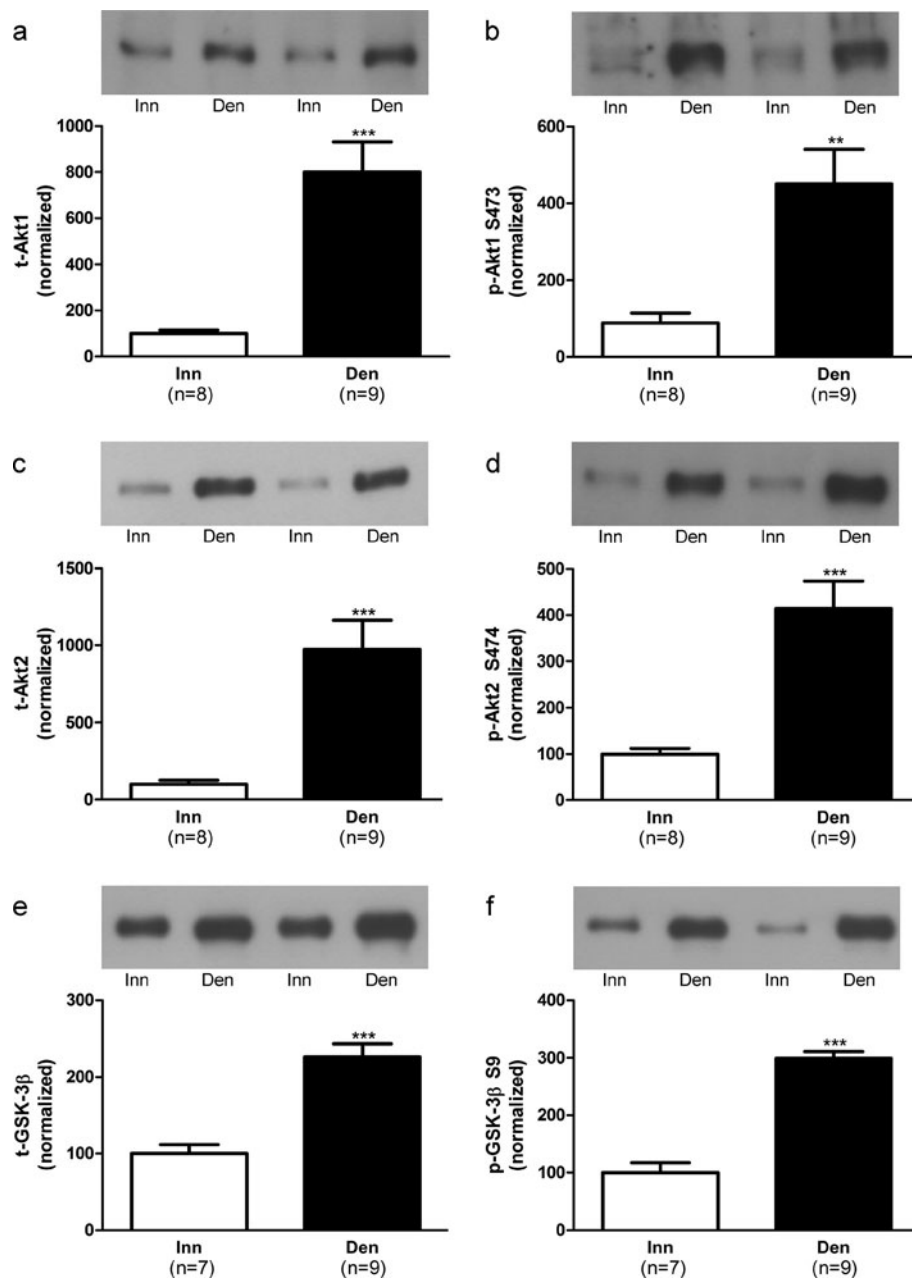 a
Inn Den Inn Den
1000
800
600
400
200
0
t-Akt1
(normalized)
***
Inn Den
(n=8) (n=9)
b
Inn Den Inn Den
600
400
200
0
p-Akt1 S473
(normalized)
**
Inn Den
(n=8) (n=9)
c
Inn Den Inn Den
1500
1000
500
0
t-Akt2
(normalized)
***
Inn Den
(n=8) (n=9)
d
Inn Den Inn Den
500
400
300
200
100
0
p-Akt2 S474
(normalized)
***
Inn Den
(n=8) (n=9)
e
Inn Den Inn Den
300
200
100
0
t-GSK-3β
(normalized)
***
Inn Den
(n=7) (n=9)
f
Inn Den Inn Den
400
300
200
100
0
p-GSK-3β S9
(normalized)
***
Inn Den
(n=7) (n=9)